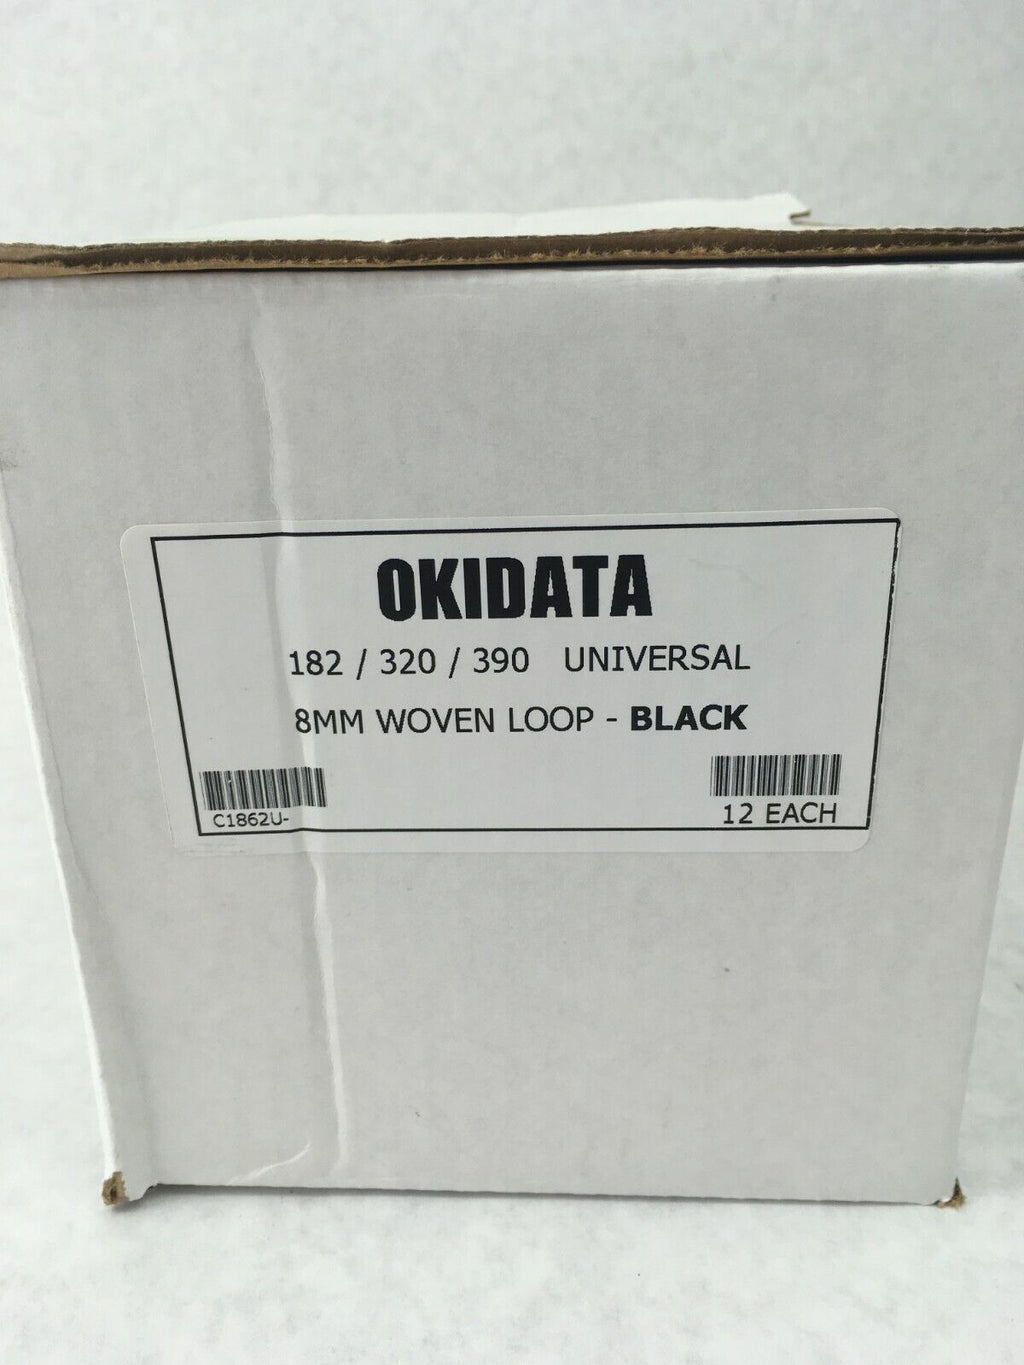 OKIDATA
182 / 320 / 390 UNIVERSAL
8MM WOVEN LOOP - BLACK
C1862U-
12 EACH